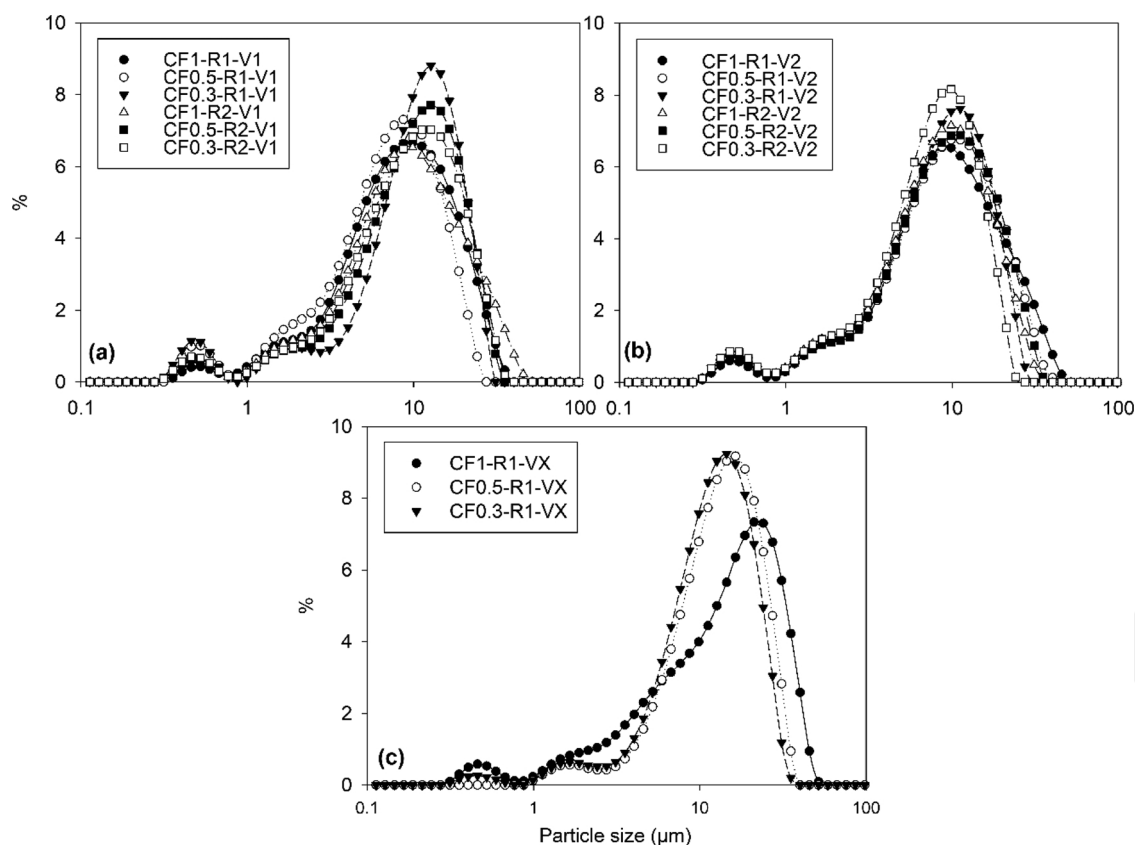 10
8
6
4
2
0
%
CF1-R1-V1
CF0.5-R1-V1
CF0.3-R1-V1
CF1-R2-V1
CF0.5-R2-V1
CF0.3-R2-V1
(a)
0.1
1
10
100
10
8
6
4
2
0
CF1-R1-V2
CF0.5-R1-V2
CF0.3-R1-V2
CF1-R2-V2
CF0.5-R2-V2
CF0.3-R2-V2
(b)
0.1
1
10
100
10
8
6
4
2
0
%
CF1-R1-VX
CF0.5-R1-VX
CF0.3-R1-VX
(c)
0.1
1
10
100
Particle size (µm)